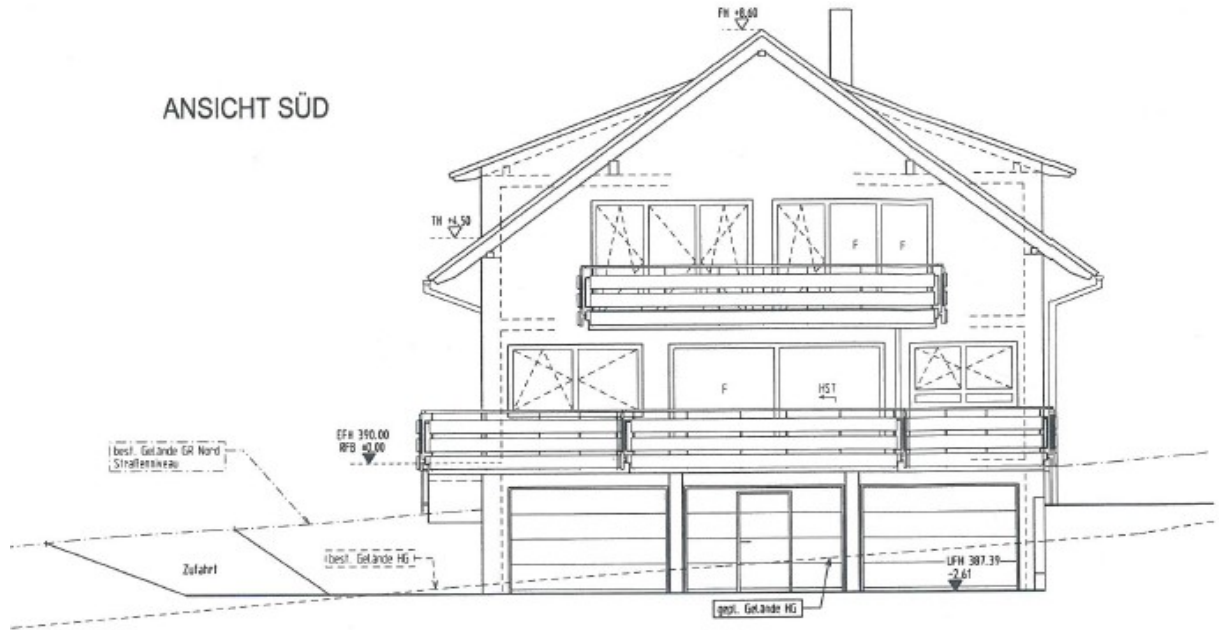 FH +8.60
ANSICHT SÜD
TH +4.50
F
F
F
HST
EFH 390.00
RFB ±0.00
best. Gelände GR Nord
Straßenniveau
Zufahrt
best. Gelände HG
UFH 387.39
-2.61
gepl. Gelände HG